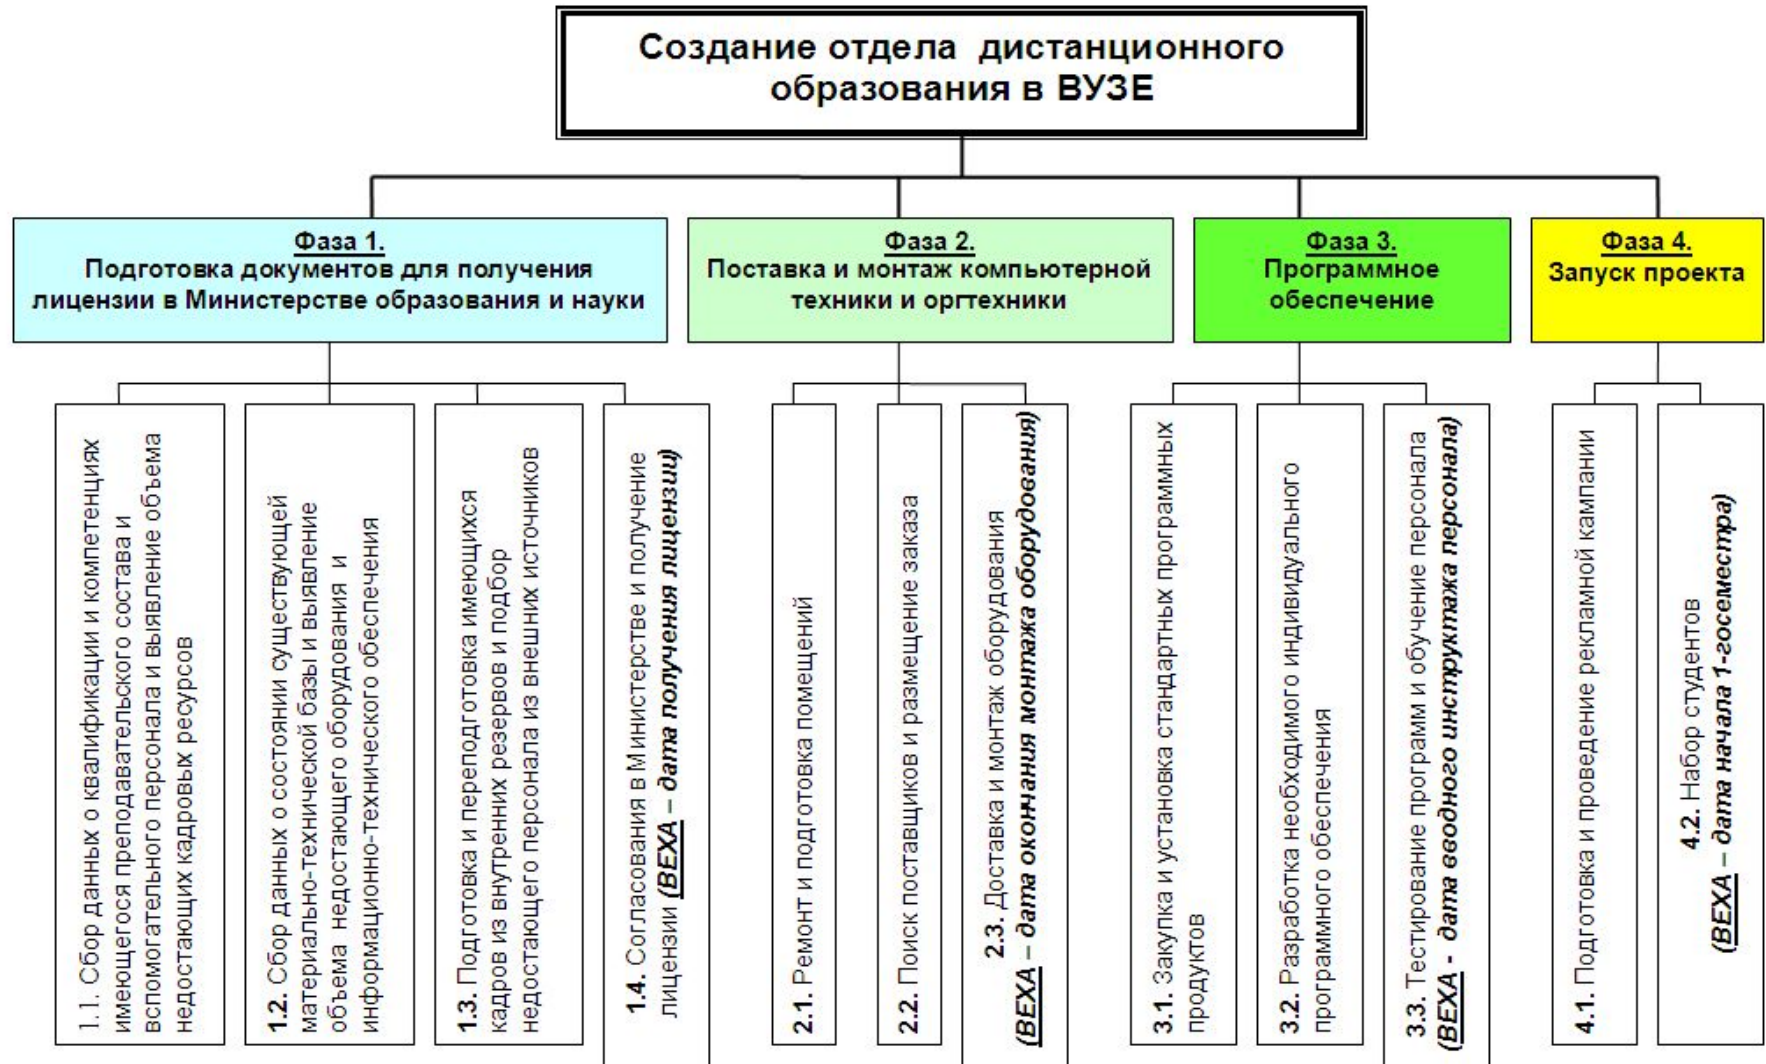 Создание отдела дистанционного
образования в ВУЗЕ
Фаза 1.
Подготовка документов для получения
лицензии в Министерстве образования и науки
Фаза 2.
Поставка и монтаж компьютерной
техники и оргтехники
Фаза 3.
Программное
обеспечение
Фаза 4.
Запуск проекта
1.1. Сбор данных о квалификации и компетенциях
имеющегося преподавательского состава и
вспомогательного персонала и выявление объема
недостающих кадровых ресурсов
1.2. Сбор данных о состоянии существующей
материально-технической базы и выявление
объема недостающего оборудования и
информационно-технического обеспечения
1.3. Подготовка и переподготовка имеющихся
кадров из внутренних резервов и подбор
недостающего персонала из внешних источников
1.4. Согласования в Министерстве и получение
лицензии (ВЕХА – дата получения лицензии)
2.1. Ремонт и подготовка помещений
2.2. Поиск поставщиков и размещение заказа
2.3. Доставка и монтаж оборудования
(ВЕХА – дата окончания монтажа оборудования)
3.1. Закупка и установка стандартных программных
продуктов
3.2. Разработка необходимого индивидуального
программного обеспечения
3.3. Тестирование программ и обучение персонала
(ВЕХА - дата вводного инструктажа персонала)
4.1. Подготовка и проведение рекламной кампании
4.2. Набор студентов
(ВЕХА – дата начала 1-госеместра)